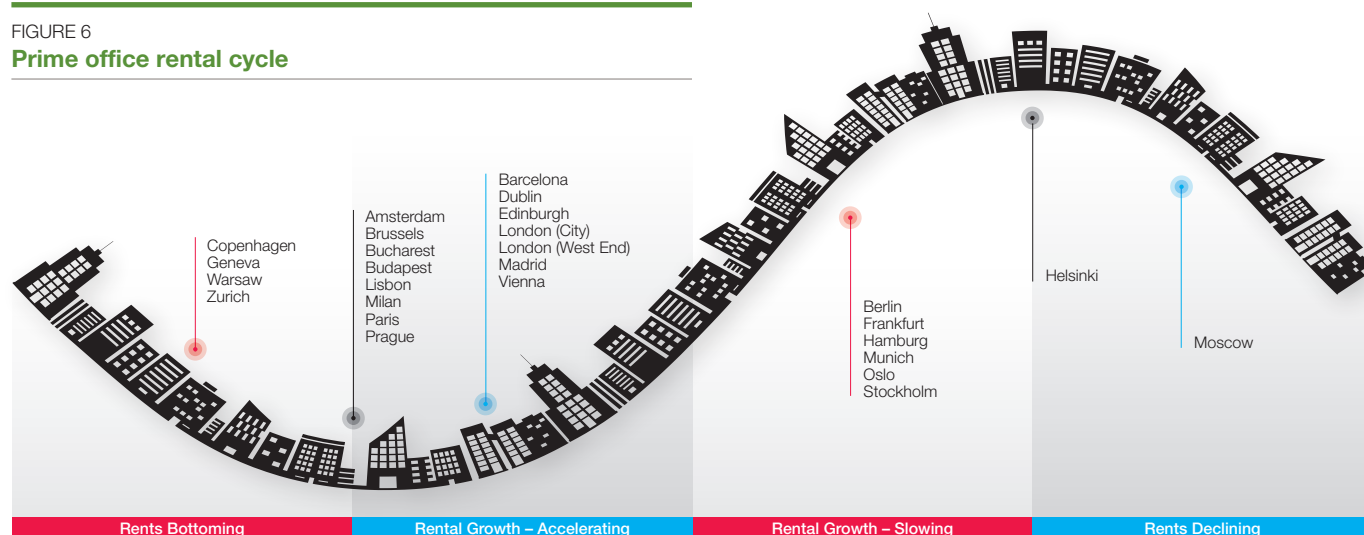 FIGURE 6
Prime office rental cycle
Copenhagen
Geneva
Warsaw
Zurich
Amsterdam
Brussels
Bucharest
Budapest
Lisbon
Milan
Paris
Prague
Barcelona
Dublin
Edinburgh
London (City)
London (West End)
Madrid
Vienna
Berlin
Frankfurt
Hamburg
Munich
Oslo
Stockholm
Helsinki
Moscow
Rents Bottoming
Rental Growth – Accelerating
Rental Growth – Slowing
Rents Declining